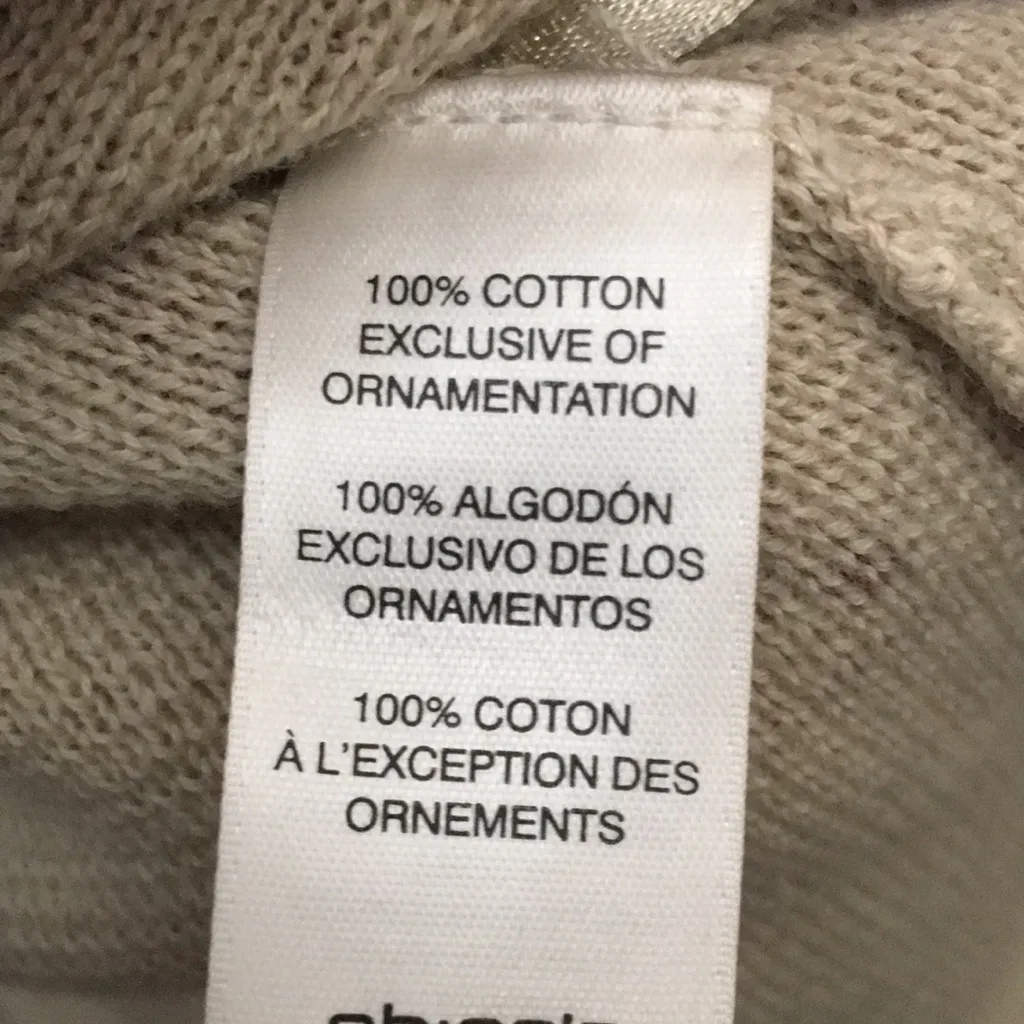 100% COTTON
EXCLUSIVE OF
ORNAMENTATION
100% ALGODÓN
EXCLUSIVO DE LOS
ORNAMENTOS
100% COTON
À L'EXCEPTION DES
ORNEMENTS